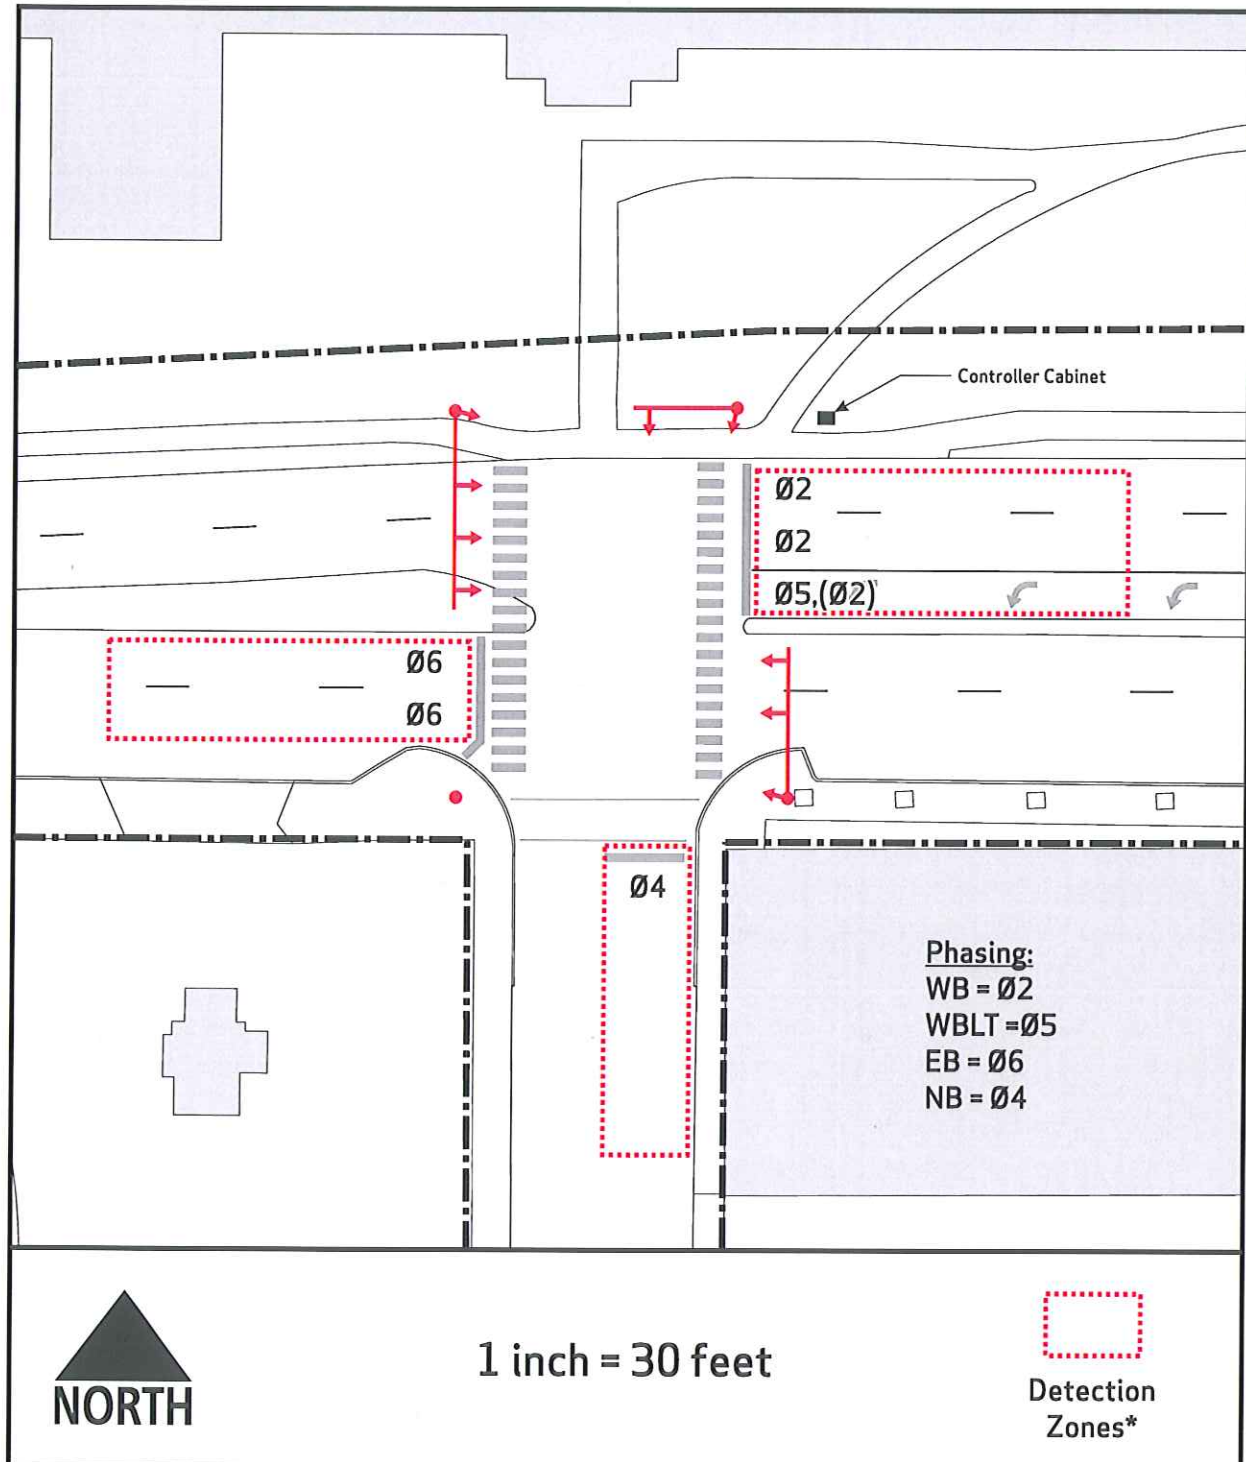 Controller Cabinet
Ø2
Ø2
Ø5,(Ø2)
Ø6
Ø6
Ø4
Phasing:
WB = Ø2
WBLT =Ø5
EB = Ø6
NB = Ø4
NORTH
1 inch = 30 feet
Detection
Zones*